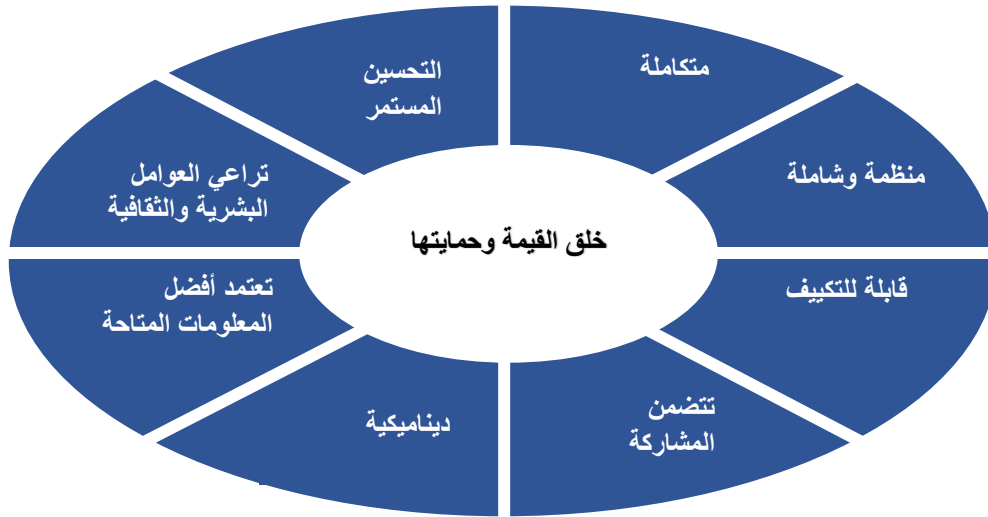 متكاملة
منظمة وشاملة
قابلة للتكييف
تتضمن
المشاركة
ديناميكية
تعتمد أفضل
المعلومات المتاحة
تراعي العوامل
البشرية والثقافية
التحسين
المستمر
خلق القيمة وحمايتها